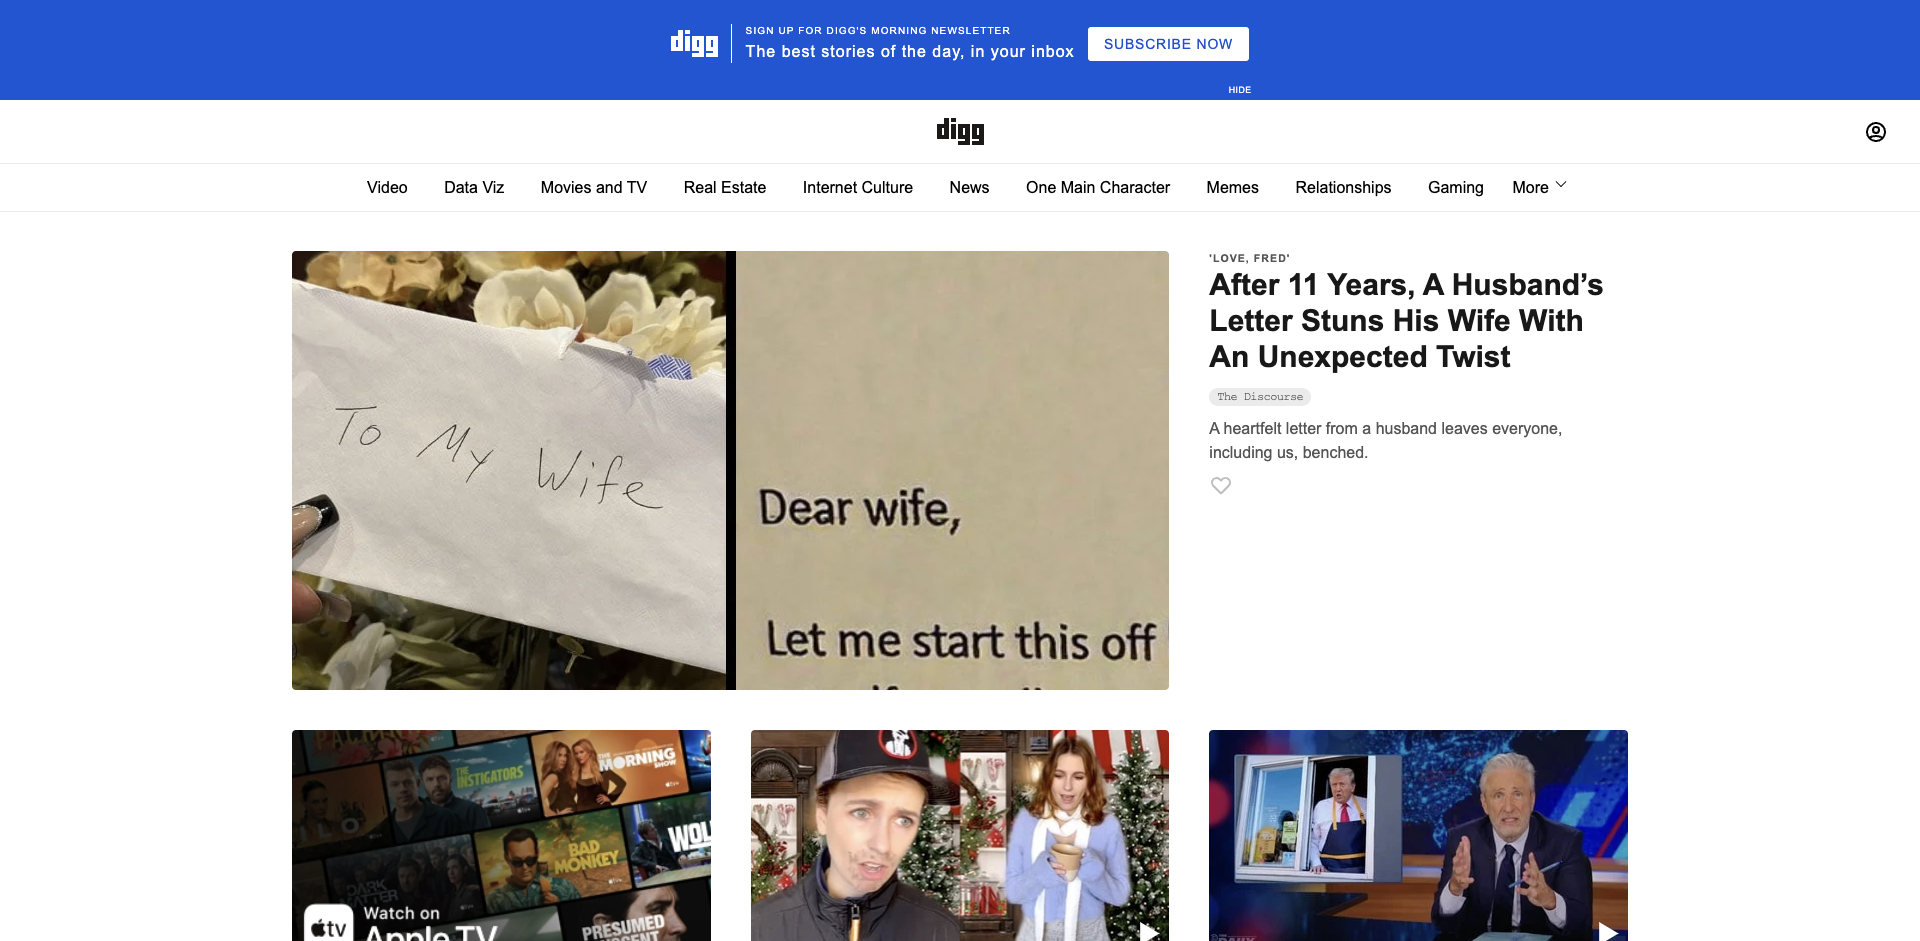 digg
SIGN UP FOR DIGG'S MORNING NEWSLETTER
The best stories of the day, in your inbox
SUBSCRIBE NOW
HIDE
digg
Video Data Viz Movies and TV Real Estate Internet Culture News One Main Character Memes Relationships Gaming More
To My Wife
Dear wife,
Let me start this off
'LOVE, FRED'
After 11 Years, A Husband’s
Letter Stuns His Wife With
An Unexpected Twist
The Discourse
A heartfelt letter from a husband leaves everyone,
including us, benched.
THE INSTIGATORS
THE MORNING SHOW
BAD MONKEY
DARK MATTER
PRESUMED
tv
Watch on
Apple TV